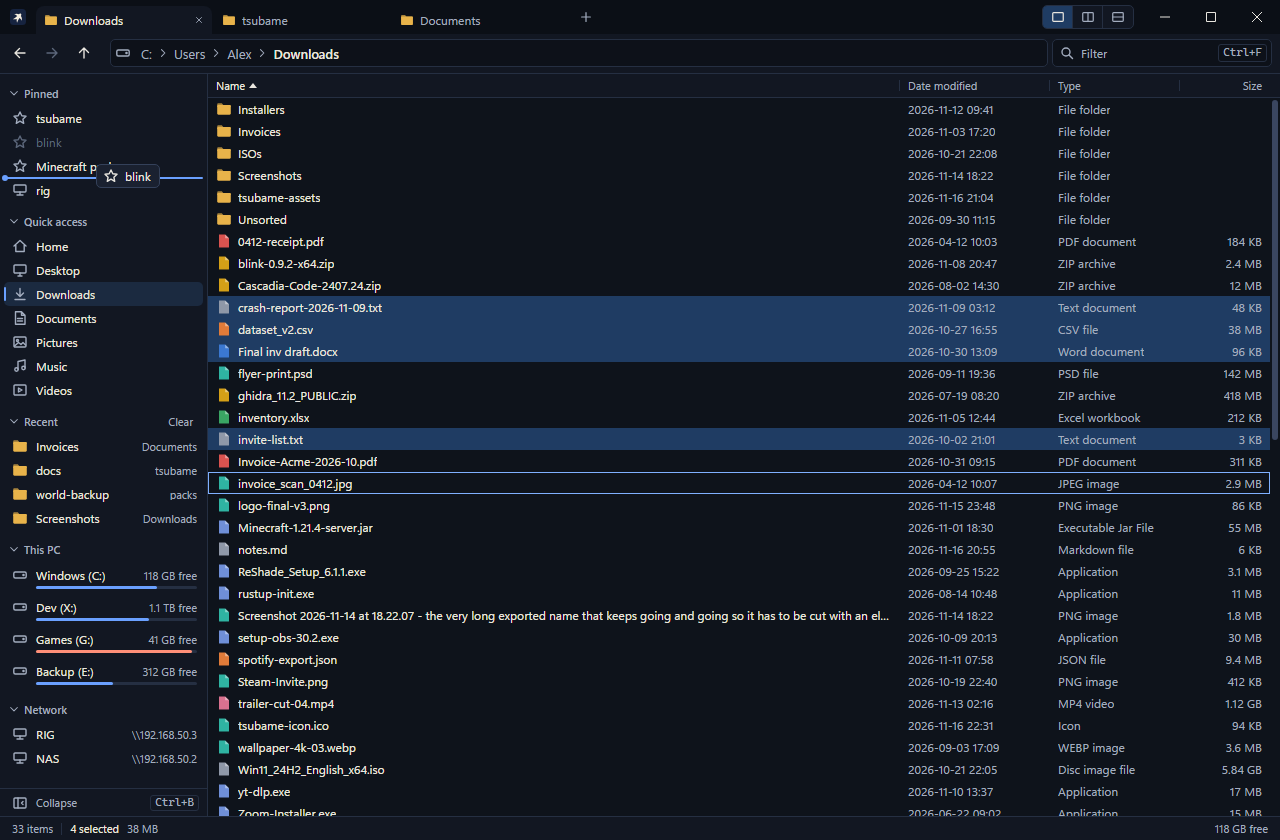 Downloads
tsubame
Documents
C: Users Alex Downloads
Filter Ctrl+F
Pinned
tsubame
blink
Minecraft
blink
rig
Quick access
Home
Desktop
Downloads
Documents
Pictures
Music
Videos
Recent Clear
Invoices Documents
docs tsubame
world-backup packs
Screenshots Downloads
This PC
Windows (C:) 118 GB free
Dev (X:) 1.1 TB free
Games (G:) 41 GB free
Backup (E:) 312 GB free
Network
RIG \\192.168.50.3
NAS \\192.168.50.2
Collapse Ctrl+B
Name Date modified Type Size
Installers 2026-11-12 09:41 File folder
Invoices 2026-11-03 17:20 File folder
ISOs 2026-10-21 22:08 File folder
Screenshots 2026-11-14 18:22 File folder
tsubame-assets 2026-11-16 21:04 File folder
Unsorted 2026-09-30 11:15 File folder
0412-receipt.pdf 2026-04-12 10:03 PDF document 184 KB
blink-0.9.2-x64.zip 2026-11-08 20:47 ZIP archive 2.4 MB
Cascadia-Code-2407.24.zip 2026-08-02 14:30 ZIP archive 12 MB
crash-report-2026-11-09.txt 2026-11-09 03:12 Text document 48 KB
dataset_v2.csv 2026-10-27 16:55 CSV file 38 MB
Final inv draft.docx 2026-10-30 13:09 Word document 96 KB
flyer-print.psd 2026-09-11 19:36 PSD file 142 MB
ghidra_11.2_PUBLIC.zip 2026-07-19 08:20 ZIP archive 418 MB
inventory.xlsx 2026-11-05 12:44 Excel workbook 212 KB
invite-list.txt 2026-10-02 21:01 Text document 3 KB
Invoice-Acme-2026-10.pdf 2026-10-31 09:15 PDF document 311 KB
invoice_scan_0412.jpg 2026-04-12 10:07 JPEG image 2.9 MB
logo-final-v3.png 2026-11-15 23:48 PNG image 86 KB
Minecraft-1.21.4-server.jar 2026-11-01 18:30 Executable Jar File 55 MB
notes.md 2026-11-16 20:55 Markdown file 6 KB
ReShade_Setup_6.1.1.exe 2026-09-25 15:22 Application 3.1 MB
rustup-init.exe 2026-08-14 10:48 Application 11 MB
Screenshot 2026-11-14 at 18.22.07 - the very long exported name that keeps going and going so it has to be cut with an el... 2026-11-14 18:22 PNG image 1.8 MB
setup-obs-30.2.exe 2026-10-09 20:13 Application 30 MB
spotify-export.json 2026-11-11 07:58 JSON file 9.4 MB
Steam-Invite.png 2026-10-19 22:40 PNG image 412 KB
trailer-cut-04.mp4 2026-11-13 02:16 MP4 video 1.12 GB
tsubame-icon.ico 2026-11-16 22:31 Icon 94 KB
wallpaper-4k-03.webp 2026-09-03 17:09 WEBP image 3.6 MB
Win11_24H2_English_x64.iso 2026-10-21 22:05 Disc image file 5.84 GB
yt-dlp.exe 2026-11-10 13:37 Application 17 MB
Zoom-Installer.exe 2026-06-22 09:02 Application 15 MB
33 items 4 selected 38 MB 118 GB free